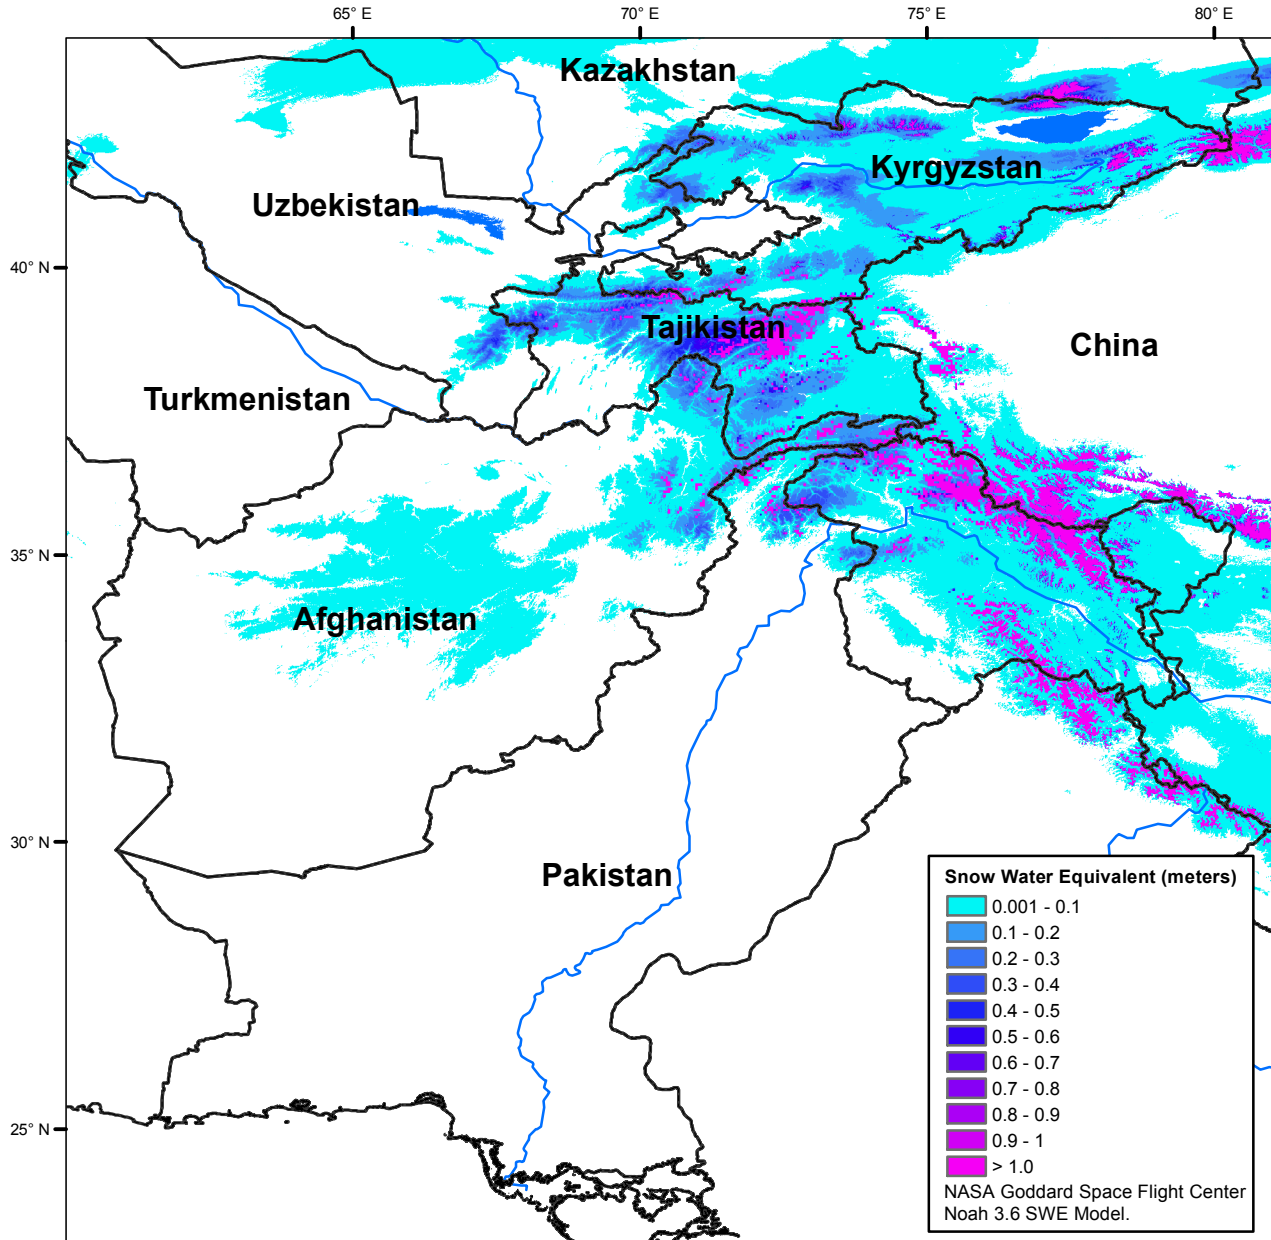 65° E 70° E 75° E 80° E
Kazakhstan
Kyrgyzstan
Uzbekistan
40° N
Tajikistan
China
Turkmenistan
35° N
Afghanistan
30° N
Pakistan
Snow Water Equivalent (meters)
0.001 - 0.1
0.1 - 0.2
0.2 - 0.3
0.3 - 0.4
0.4 - 0.5
0.5 - 0.6
0.6 - 0.7
0.7 - 0.8
0.8 - 0.9
0.9 - 1
> 1.0
25° N
NASA Goddard Space Flight Center
Noah 3.6 SWE Model.